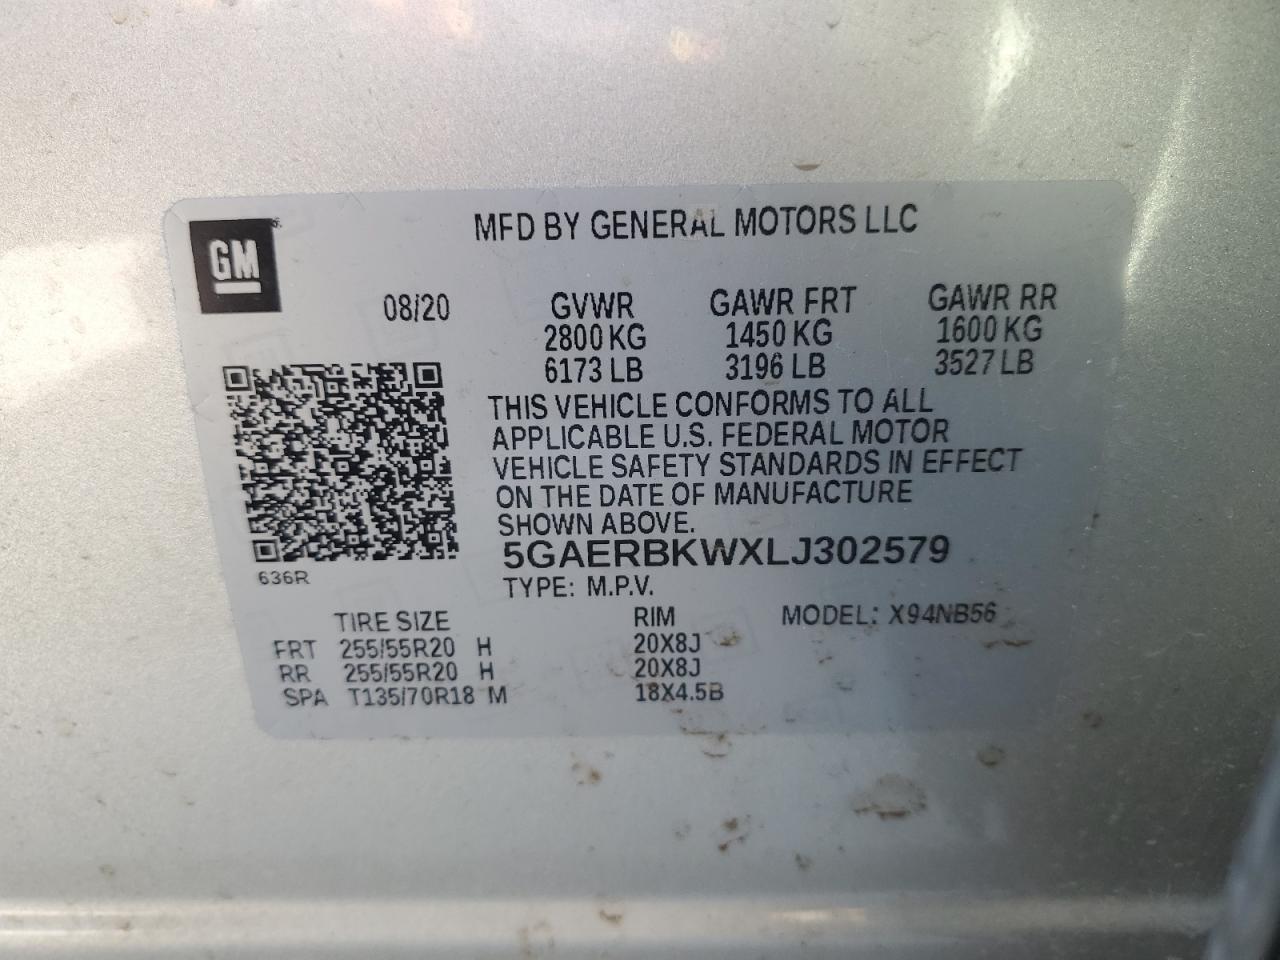 GM
MFD BY GENERAL MOTORS LLC
08/20 GVWR GAWR FRT GAWR RR
2800 KG 1450 KG 1600 KG
6173 LB 3196 LB 3527 LB
THIS VEHICLE CONFORMS TO ALL
APPLICABLE U.S. FEDERAL MOTOR
VEHICLE SAFETY STANDARDS IN EFFECT
ON THE DATE OF MANUFACTURE
SHOWN ABOVE.
5GAERBKWXLJ302579
636R
TYPE: M.P.V.
TIRE SIZE RIM MODEL: X94NB56
FRT 255/55R20 H 20X8J
RR 255/55R20 H 20X8J
SPA T135/70R18 M 18X4.5B